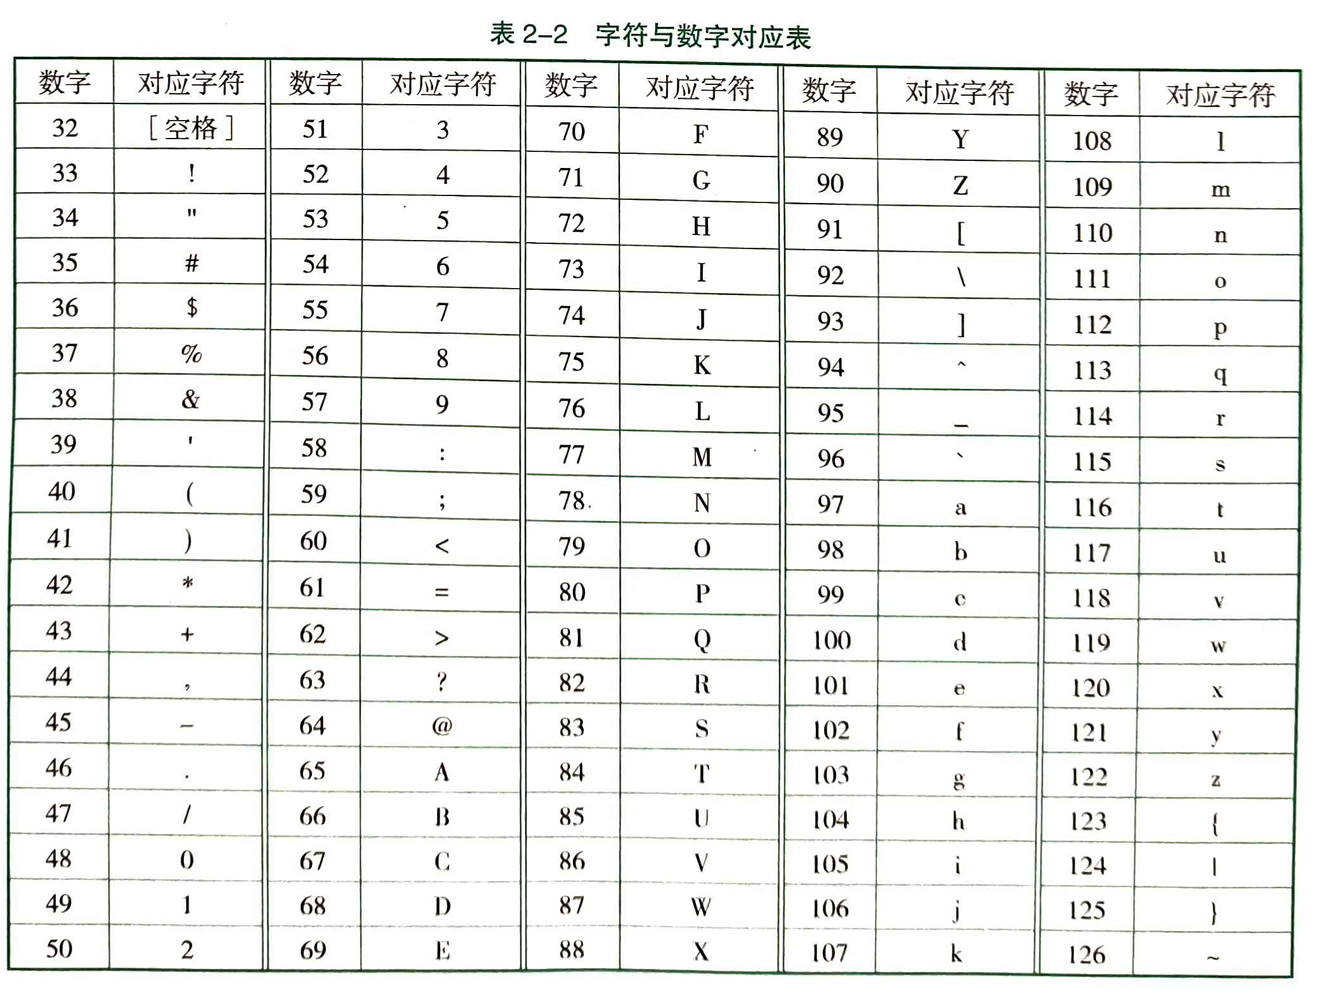 表 2-2 字符与数字对应表
数字 对应字符 数字 对应字符 数字 对应字符 数字 对应字符 数字 对应字符
32 [空格] 51 3 70 F 89 Y 108 l
33 ! 52 4 71 G 90 Z 109 m
34 " 53 5 72 H 91 [ 110 n
35 # 54 6 73 I 92 \ 111 o
36 $ 55 7 74 J 93 ] 112 p
37 % 56 8 75 K 94 ^ 113 q
38 & 57 9 76 L 95 _ 114 r
39 ' 58 : 77 M 96 ` 115 s
40 ( 59 ; 78 N 97 a 116 t
41 ) 60 < 79 O 98 b 117 u
42 * 61 = 80 P 99 c 118 v
43 + 62 > 81 Q 100 d 119 w
44 , 63 ? 82 R 101 e 120 x
45 - 64 @ 83 S 102 f 121 y
46 . 65 A 84 T 103 g 122 z
47 / 66 B 85 U 104 h 123 {
48 0 67 C 86 V 105 i 124 |
49 1 68 D 87 W 106 j 125 }
50 2 69 E 88 X 107 k 126 ~